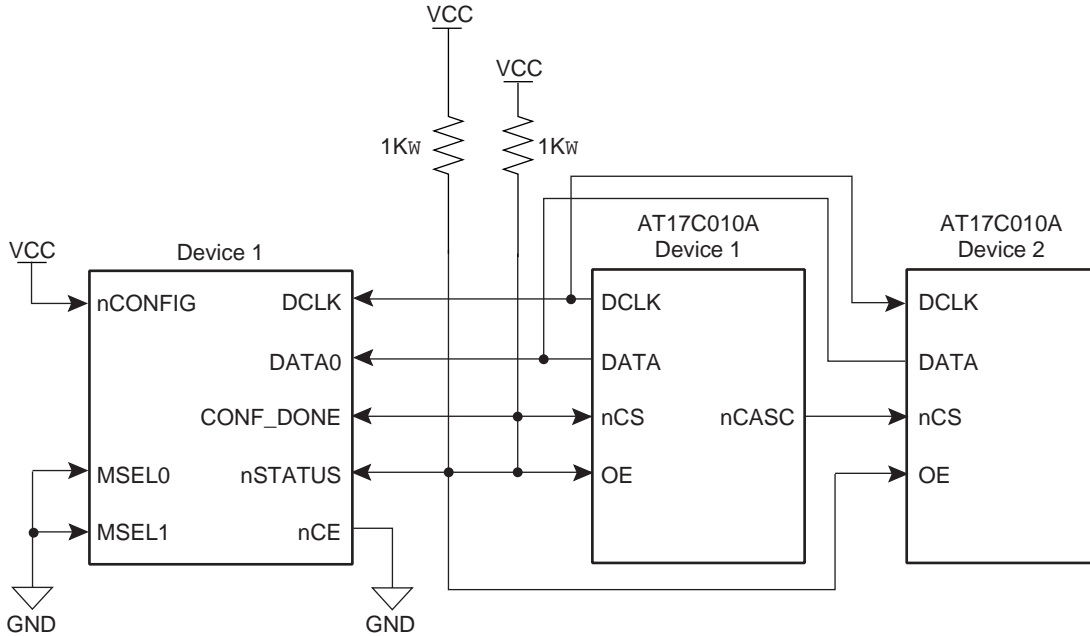 VCC
VCC
1KW
1KW
AT17C010A
Device 1
AT17C010A
Device 2
VCC
Device 1
nCONFIG
DCLK
DCLK
DCLK
DATA0
DATA
DATA
CONF_DONE
nCS
nCASC
nCS
MSEL0
nSTATUS
OE
OE
MSEL1
nCE
GND
GND